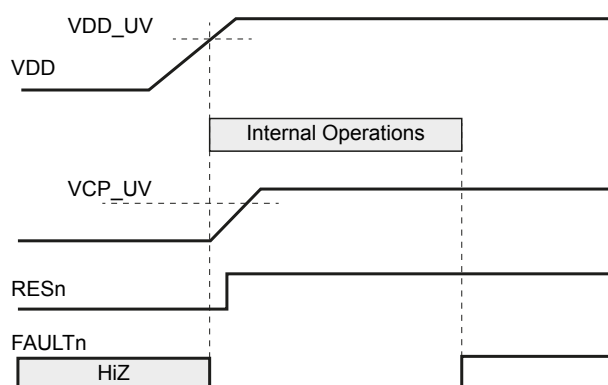 VDD_UV
VDD
Internal Operations
VCP_UV
RESn
FAULTn
HiZ